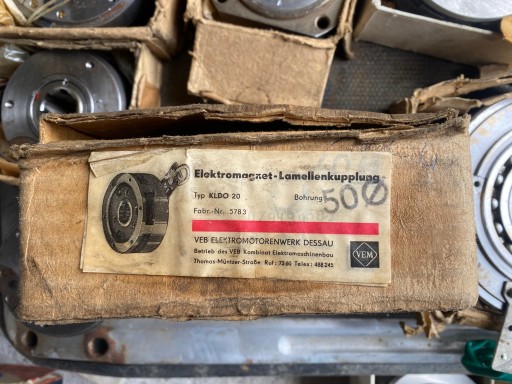 Elektromagnet-Lamellenkupplung
Typ KLDO 20 Bohrung 50Ø
Fabr.-Nr. 5783
VEB ELEKTROMOTORENWERK DESSAU
Betrieb des VEB Kombinat Elektromaschinenbau
Thomas-Müntzer-Straße Ruf: 7386 Telex: 488245
VEM